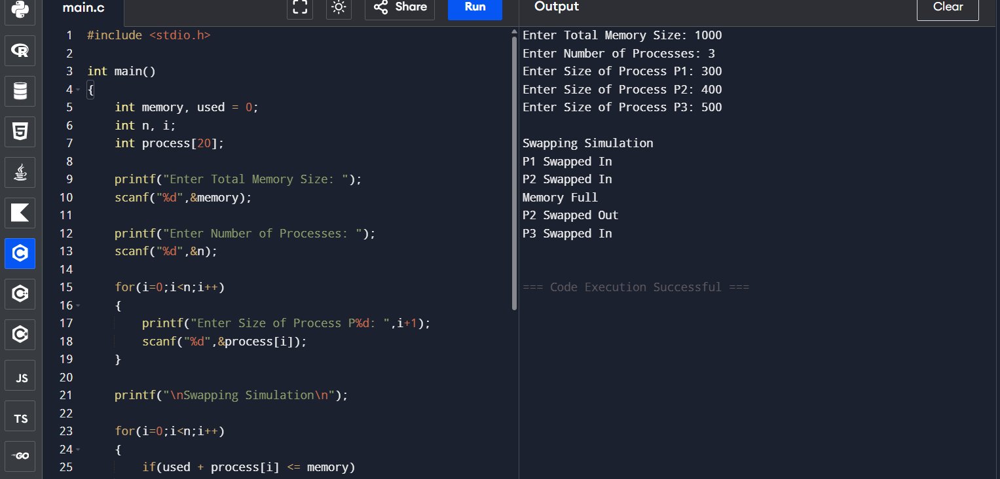 main.c
Share
Run
Output
Clear
1 #include <stdio.h>
2
3 int main()
4 {
5 int memory, used = 0;
6 int n, i;
7 int process[20];
8
9 printf("Enter Total Memory Size: ");
10 scanf("%d",&memory);
11
12 printf("Enter Number of Processes: ");
13 scanf("%d",&n);
14
15 for(i=0;i<n;i++)
16 {
17 printf("Enter Size of Process P%d: ",i+1);
18 scanf("%d",&process[i]);
19 }
20
21 printf("\nSwapping Simulation\n");
22
23 for(i=0;i<n;i++)
24 {
25 if(used + process[i] <= memory)
Enter Total Memory Size: 1000
Enter Number of Processes: 3
Enter Size of Process P1: 300
Enter Size of Process P2: 400
Enter Size of Process P3: 500
Swapping Simulation
P1 Swapped In
P2 Swapped In
Memory Full
P2 Swapped Out
P3 Swapped In
=== Code Execution Successful ===
R
5
C
C
C
JS
TS
GO